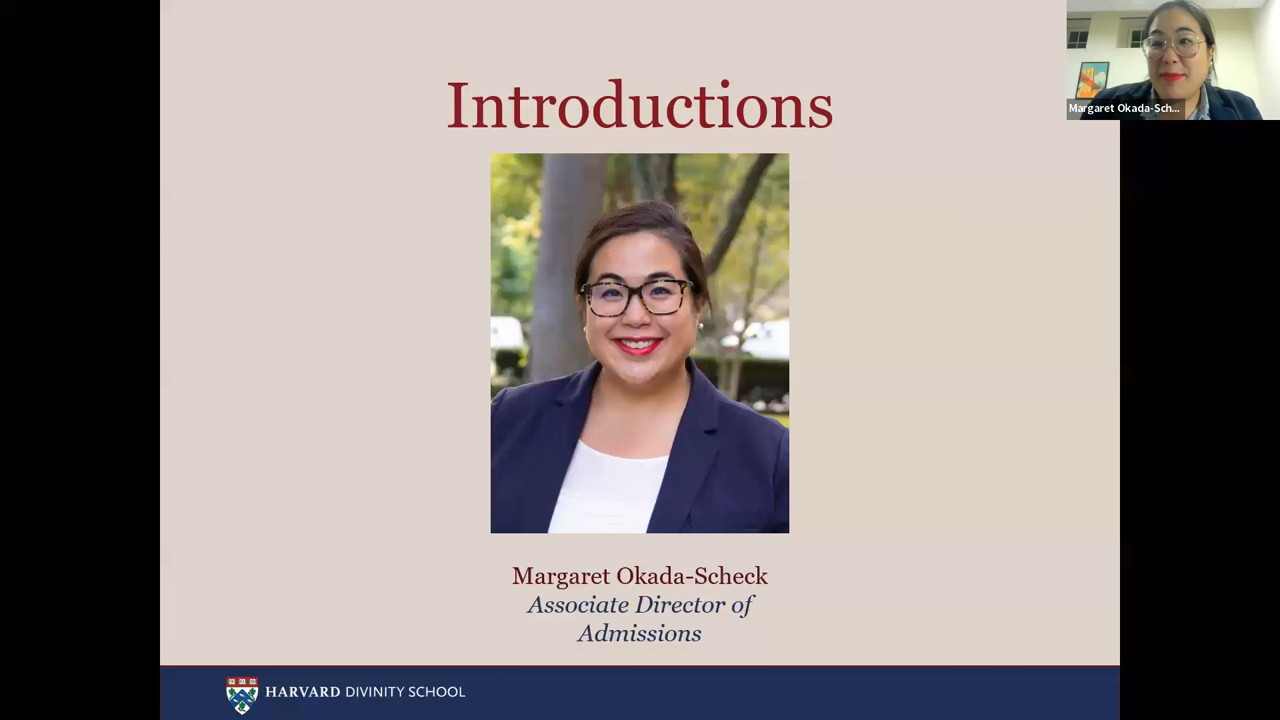 Introductions
Margaret Okada-Sch...
Margaret Okada-Scheck
Associate Director of
Admissions
HARVARD DIVINITY SCHOOL